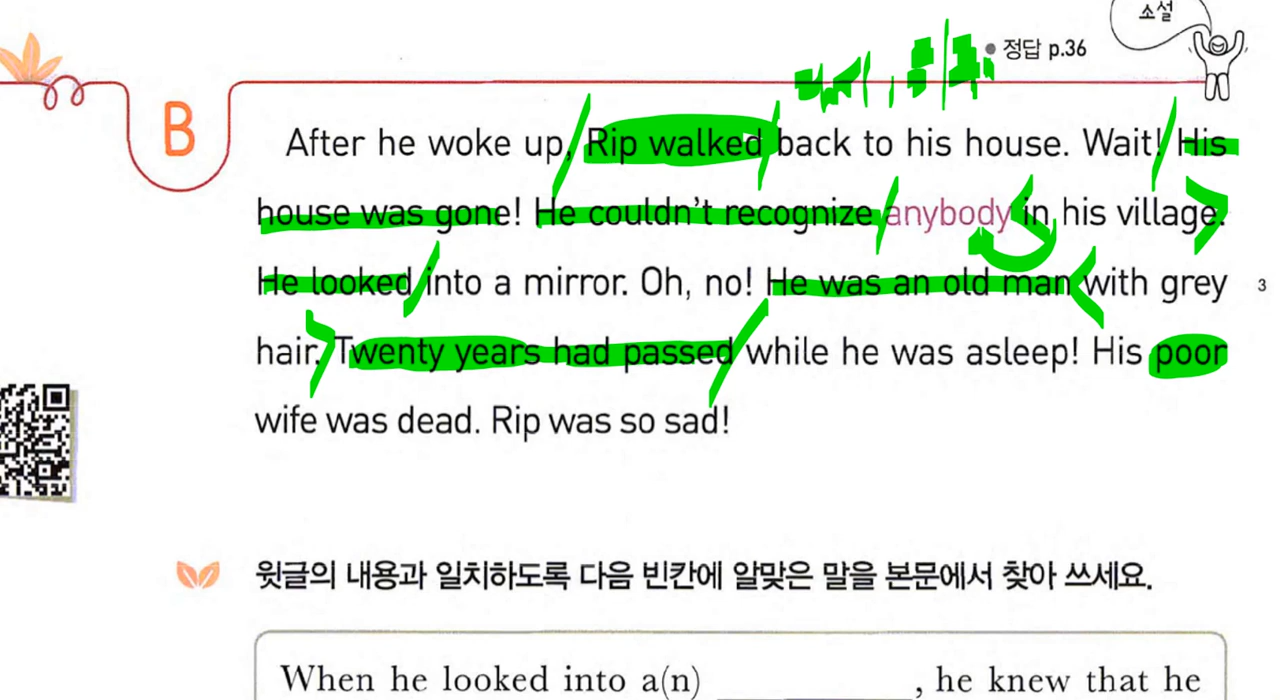 소설
정답 p.36
B
After he woke up, Rip walked back to his house. Wait! His
house was gone! He couldn't recognize anybody in his village.
He looked into a mirror. Oh, no! He was an old man with grey
3
hair. Twenty years had passed while he was asleep! His poor
wife was dead. Rip was so sad!
윗글의 내용과 일치하도록 다음 빈칸에 알맞은 말을 본문에서 찾아 쓰세요.
When he looked into a(n) ________, he knew that he